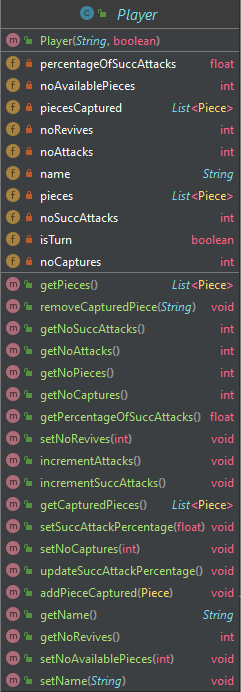 Player
Player(String, boolean)
percentageOfSuccAttacks float
noAvailablePieces int
piecesCaptured List<Piece>
noRevives int
noAttacks int
name String
pieces List<Piece>
noSuccAttacks int
isTurn boolean
noCaptures int
getPieces() List<Piece>
removeCapturedPiece(String) void
getNoSuccAttacks() int
getNoAttacks() int
getNoPieces() int
getNoCaptures() int
getPercentageOfSuccAttacks() float
setNoRevives(int) void
incrementAttacks() void
incrementSuccAttacks() void
getCapturedPieces() List<Piece>
setSuccAttackPercentage(float) void
setNoCaptures(int) void
updateSuccAttackPercentage() void
addPieceCaptured(Piece) void
getName() String
getNoRevives() int
setNoAvailablePieces(int) void
setName(String) void